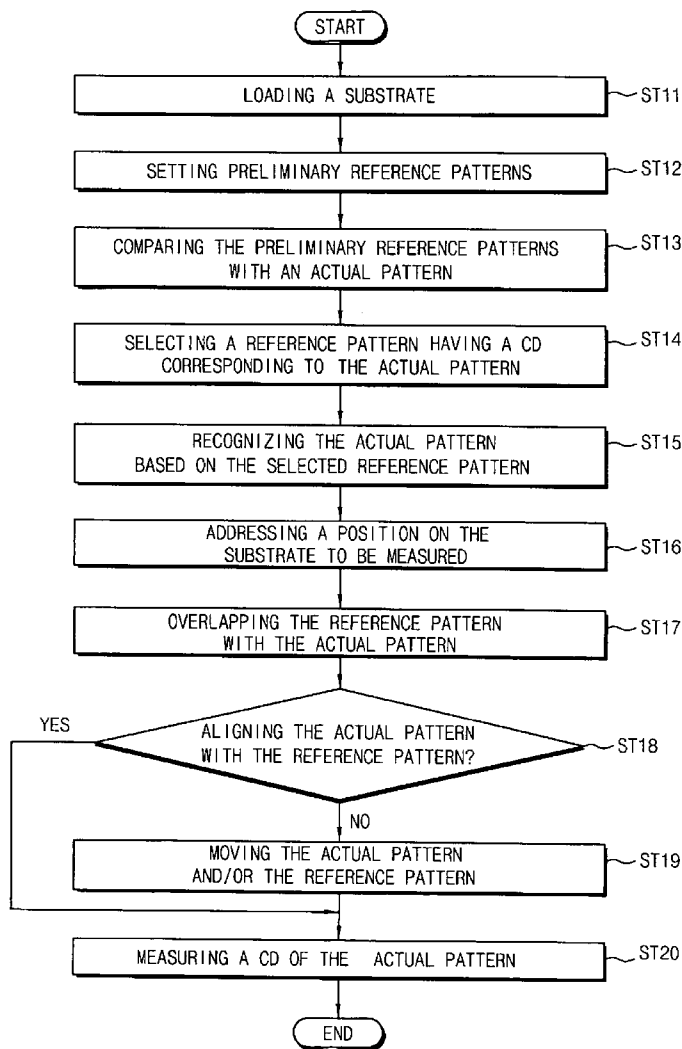 START
LOADING A SUBSTRATE
ST11
SETTING PRELIMINARY REFERENCE PATTERNS
ST12
COMPARING THE PRELIMINARY REFERENCE PATTERNS
WITH AN ACTUAL PATTERN
ST13
SELECTING A REFERENCE PATTERN HAVING A CD
CORRESPONDING TO THE ACTUAL PATTERN
ST14
RECOGNIZING THE ACTUAL PATTERN
BASED ON THE SELECTED REFERENCE PATTERN
ST15
ADDRESSING A POSITION ON THE
SUBSTRATE TO BE MEASURED
ST16
OVERLAPPING THE REFERENCE PATTERN
WITH THE ACTUAL PATTERN
ST17
YES
ALIGNING THE ACTUAL PATTERN
WITH THE REFERENCE PATTERN?
ST18
NO
MOVING THE ACTUAL PATTERN
AND/OR THE REFERENCE PATTERN
ST19
MEASURING A CD OF THE ACTUAL PATTERN
ST20
END